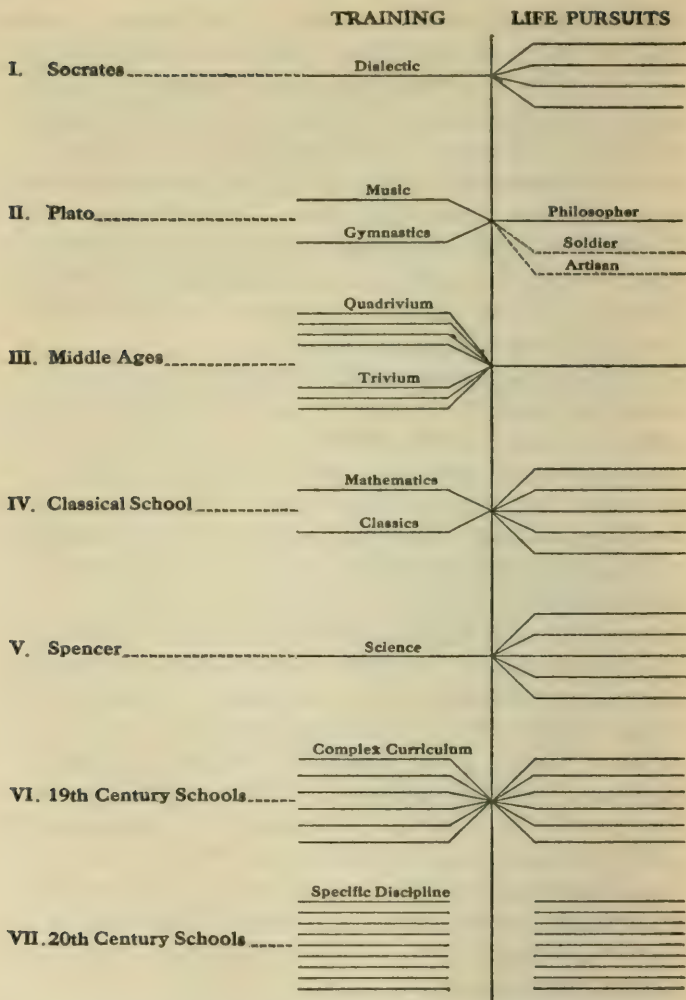 TRAINING LIFE PURSUITS
I. Socrates Dialectic
Music
II. Plato Philosopher
Gymnastics Soldier
Artisan
Quadrivium
III. Middle Ages
Trivium
Mathematics
IV. Classical School
Classics
V. Spencer Science
Complex Curriculum
VI. 19th Century Schools
Specific Discipline
VII. 20th Century Schools